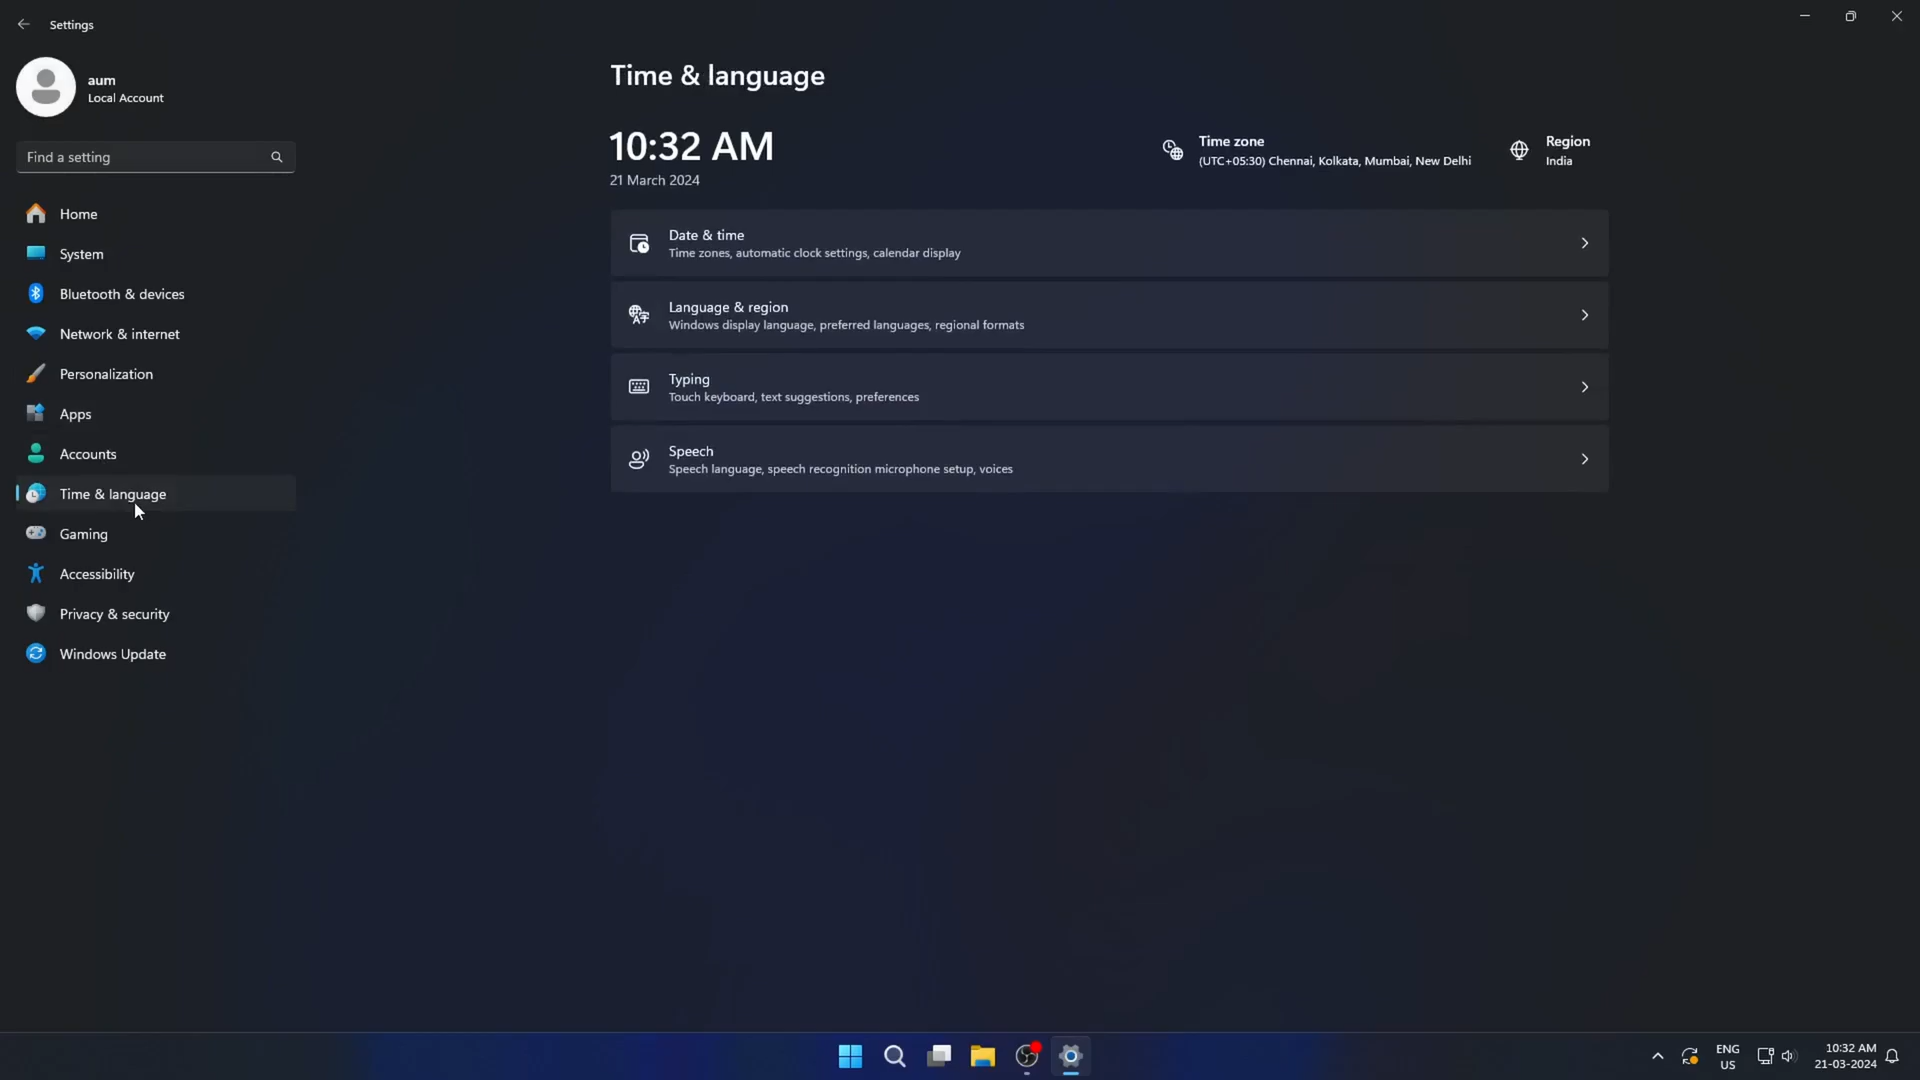 Settings
aum
Local Account
Find a setting
Home
System
Bluetooth & devices
Network & internet
Personalization
Apps
Accounts
Time & language
Gaming
Accessibility
Privacy & security
Windows Update
Time & language
10:32 AM
21 March 2024
Time zone
(UTC+05:30) Chennai, Kolkata, Mumbai, New Delhi
Region
India
Date & time
Time zones, automatic clock settings, calendar display
Language & region
Windows display language, preferred languages, regional formats
Typing
Touch keyboard, text suggestions, preferences
Speech
Speech language, speech recognition microphone setup, voices
ENG
US
10:32 AM
21-03-2024